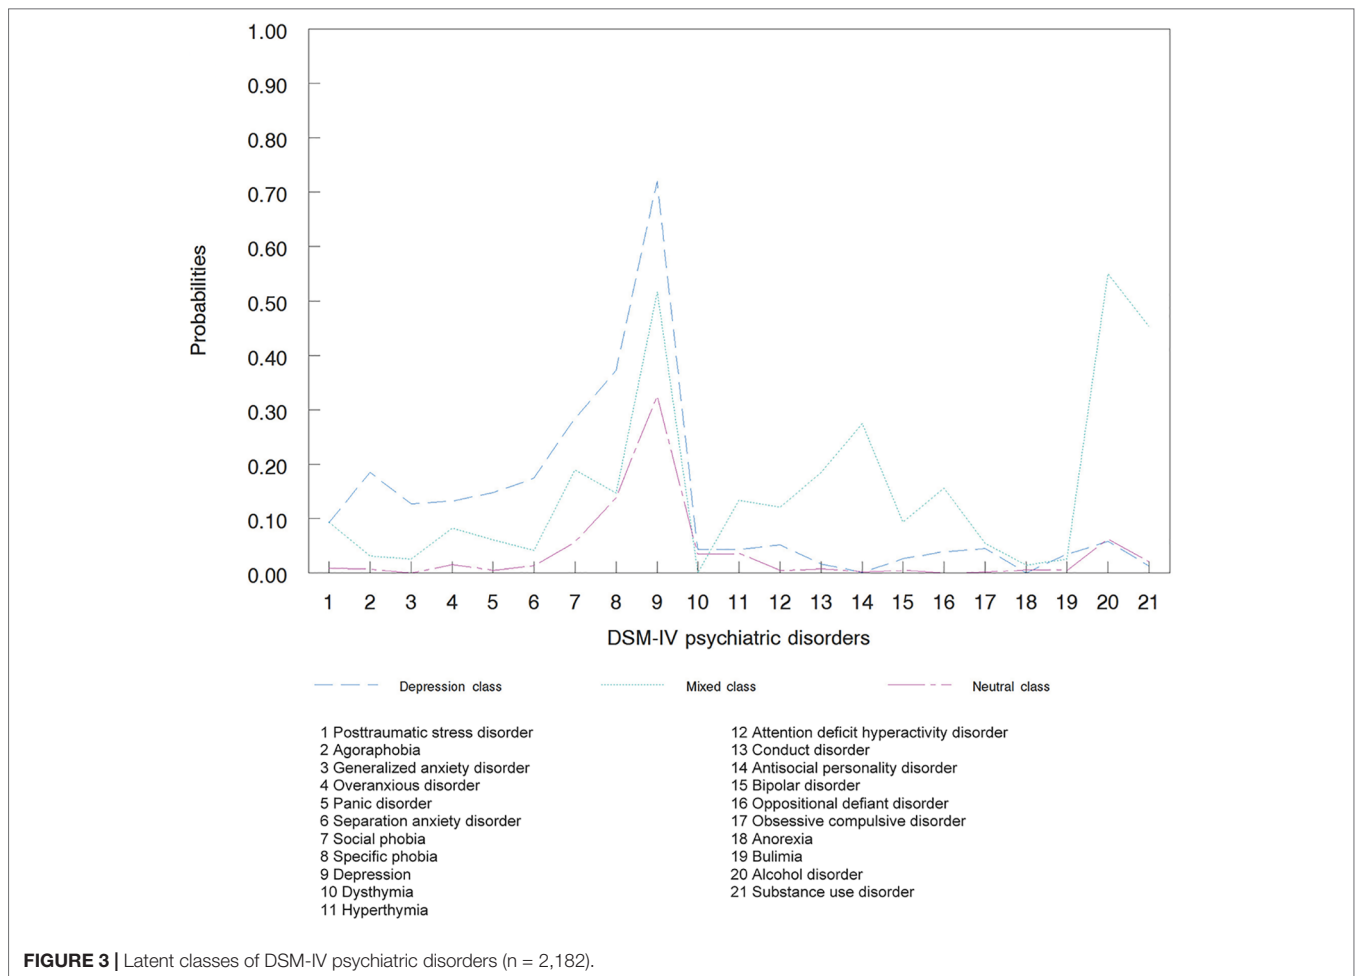 1.00
0.90
0.80
0.70
0.60
0.50
0.40
0.30
0.20
0.10
0.00
Probabilities
1 2 3 4 5 6 7 8 9 10 11 12 13 14 15 16 17 18 19 20 21
DSM-IV psychiatric disorders
Depression class Mixed class Neutral class
1 Posttraumatic stress disorder
2 Agoraphobia
3 Generalized anxiety disorder
4 Overanxious disorder
5 Panic disorder
6 Separation anxiety disorder
7 Social phobia
8 Specific phobia
9 Depression
10 Dysthymia
11 Hyperthymia
12 Attention deficit hyperactivity disorder
13 Conduct disorder
14 Antisocial personality disorder
15 Bipolar disorder
16 Oppositional defiant disorder
17 Obsessive compulsive disorder
18 Anorexia
19 Bulimia
20 Alcohol disorder
21 Substance use disorder
FIGURE 3 | Latent classes of DSM-IV psychiatric disorders (n = 2,182).